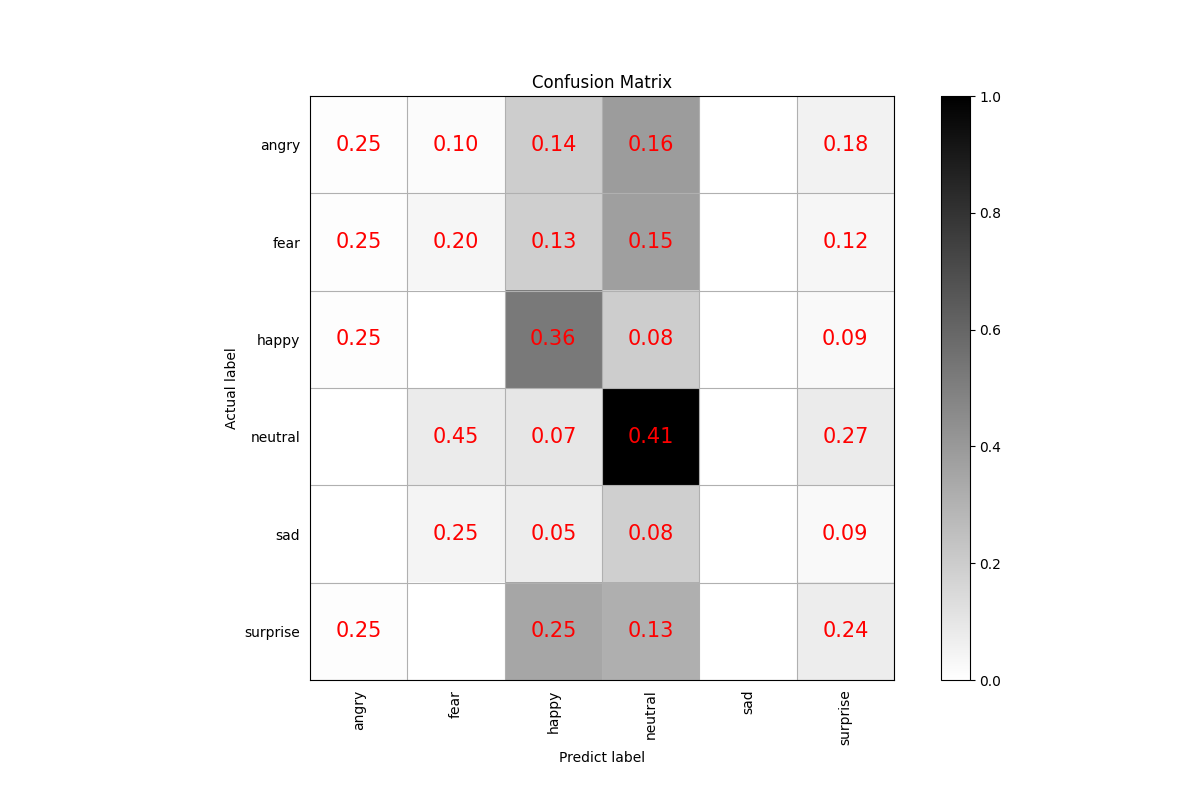 Confusion Matrix
angry 0.25 0.10 0.14 0.16 0.18
fear 0.25 0.20 0.13 0.15 0.12
happy 0.25 0.36 0.08 0.09
neutral 0.45 0.07 0.41 0.27
sad 0.25 0.05 0.08 0.09
surprise 0.25 0.25 0.13 0.24
Actual label
angry fear happy neutral sad surprise
Predict label
1.0
0.8
0.6
0.4
0.2
0.0